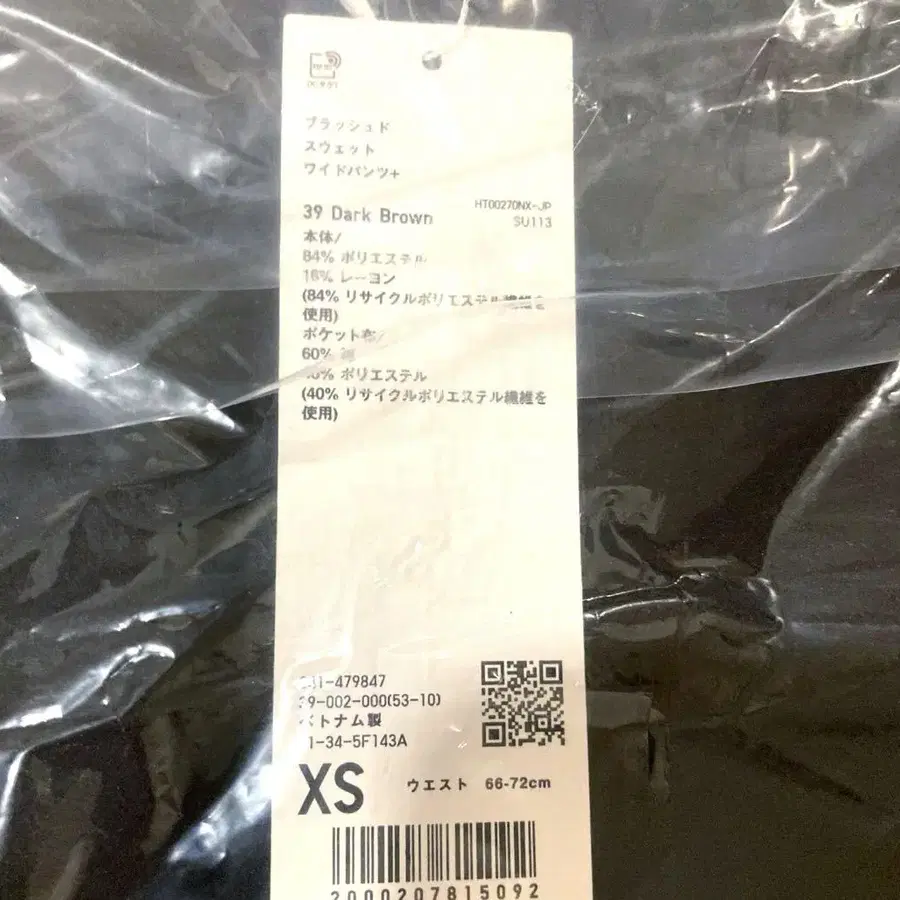 ブラッシュド
スウェット
ワイドパンツ+
39 Dark Brown
HT00270NX-JP
SU113
本体/
84% ポリエステル
16% レーヨン
(84% リサイクルポリエステル繊維を
使用)
ポケット布/
60%
ポリエステル
(40% リサイクルポリエステル繊維を
使用)
-479847
39-002-000(53-10)
ベトナム製
1-34-5F143A
XS ウエスト 66-72cm
2000207815092